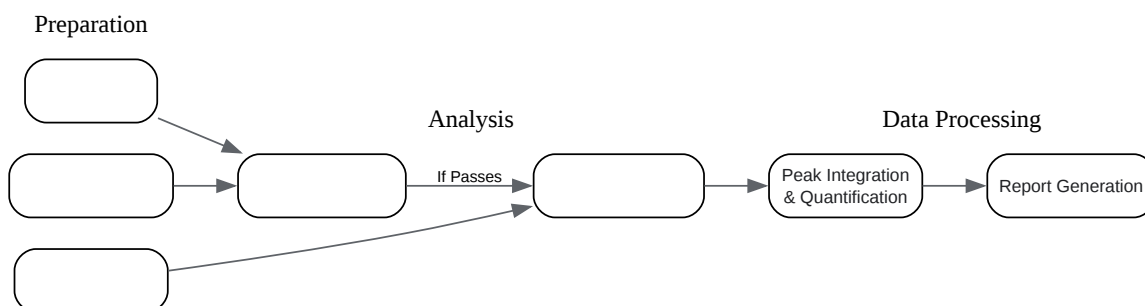 Preparation
Analysis
Data Processing
If Passes
Peak Integration
& Quantification
Report Generation